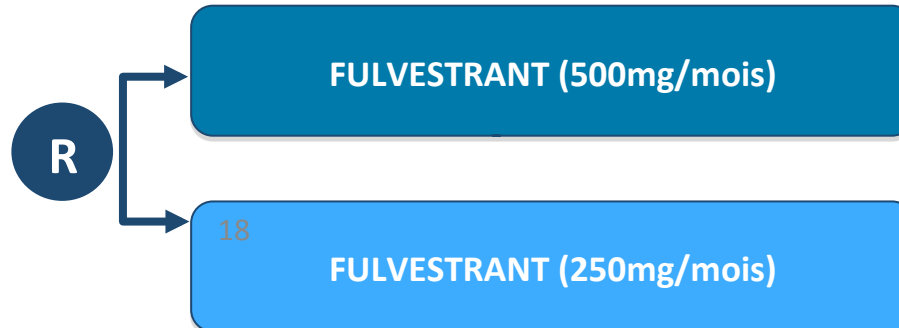 FULVESTRANT (500mg/mois)
R
18
FULVESTRANT (250mg/mois)